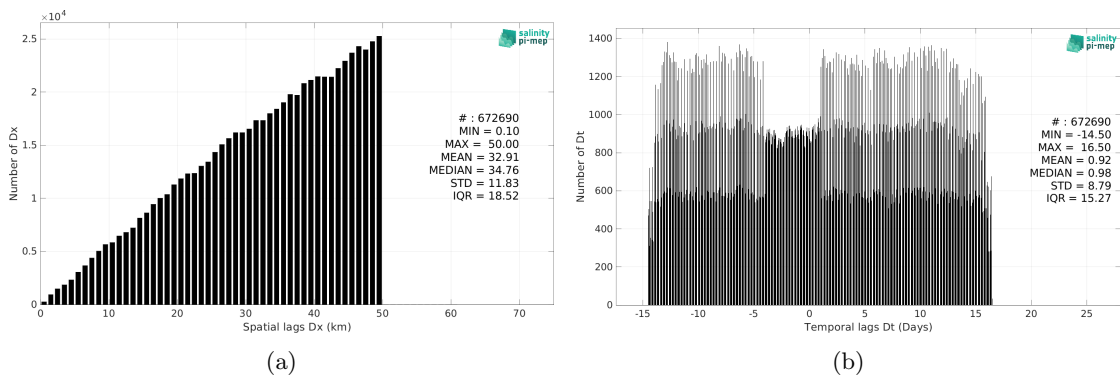 ×10⁴
2.5
2
1.5
1
0.5
0
0 10 20 30 40 50 60 70
Number of Dx
Spatial lags Dx (km)
salinity
pi-mep
# : 672690
MIN = 0.10
MAX = 50.00
MEAN = 32.91
MEDIAN = 34.76
STD = 11.83
IQR = 18.52
(a)
1400
1200
1000
800
600
400
200
0
-15 -10 -5 0 5 10 15 20 25
Number of Dt
Temporal lags Dt (Days)
salinity
pi-mep
# : 672690
MIN = -14.50
MAX = 16.50
MEAN = 0.92
MEDIAN = 0.98
STD = 8.79
IQR = 15.27
(b)